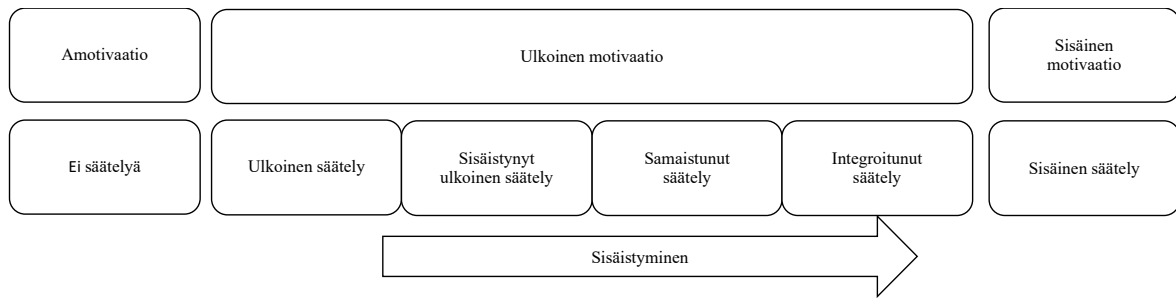 Amotivaatio
Ulkoinen motivaatio
Sisäinen
motivaatio
Ei säätelyä
Ulkoinen säätely
Sisäistynyt
ulkoinen säätely
Samaistunut
säätely
Integroitunut
säätely
Sisäinen säätely
Sisäistyminen